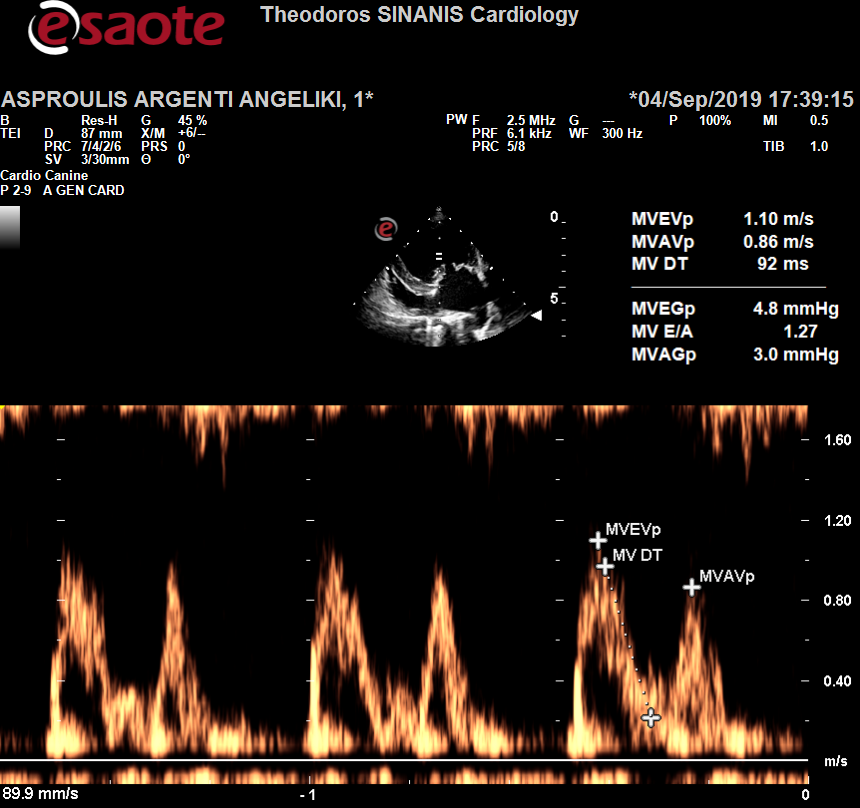 esaote
Theodoros SINANIS Cardiology
ASPROULIS ARGENTI ANGELIKI, 1*
*04/Sep/2019 17:39:15
B Res-H G 45 % PW F 2.5 MHz G --- P 100% MI 0.5
TEI D 87 mm X/M +6/-- PRF 6.1 kHz WF 300 Hz
PRC 7/4/2/6 PRS 0 PRC 5/8 TIB 1.0
SV 3/30mm Θ 0°
Cardio Canine
P 2-9 A GEN CARD
e
0
5
MVEVp 1.10 m/s
MVAVp 0.86 m/s
MV DT 92 ms
MVEGp 4.8 mmHg
MV E/A 1.27
MVAGp 3.0 mmHg
1.60
1.20
MVEVp
MV DT
MVAVp
0.80
0.40
m/s
89.9 mm/s
-1
0